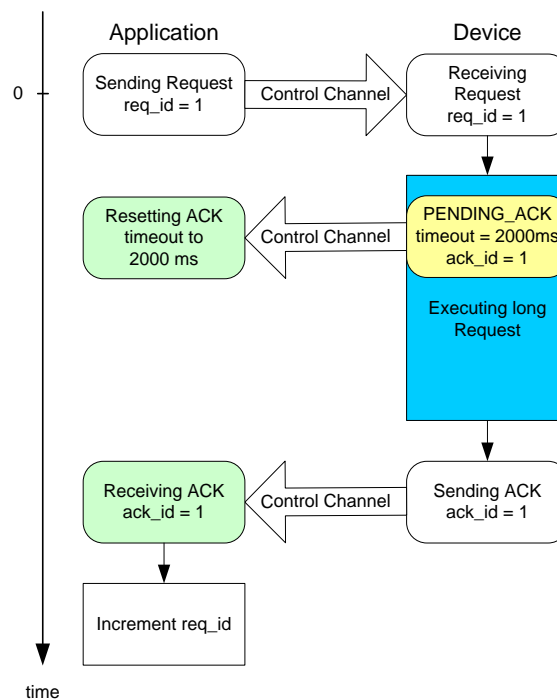 Application
Device
0
Sending Request
req_id = 1
Control Channel
Receiving
Request
req_id = 1
Resetting ACK
timeout to
2000 ms
Control Channel
PENDING_ACK
timeout = 2000ms
ack_id = 1
Executing long
Request
Receiving ACK
ack_id = 1
Control Channel
Sending ACK
ack_id = 1
Increment req_id
time